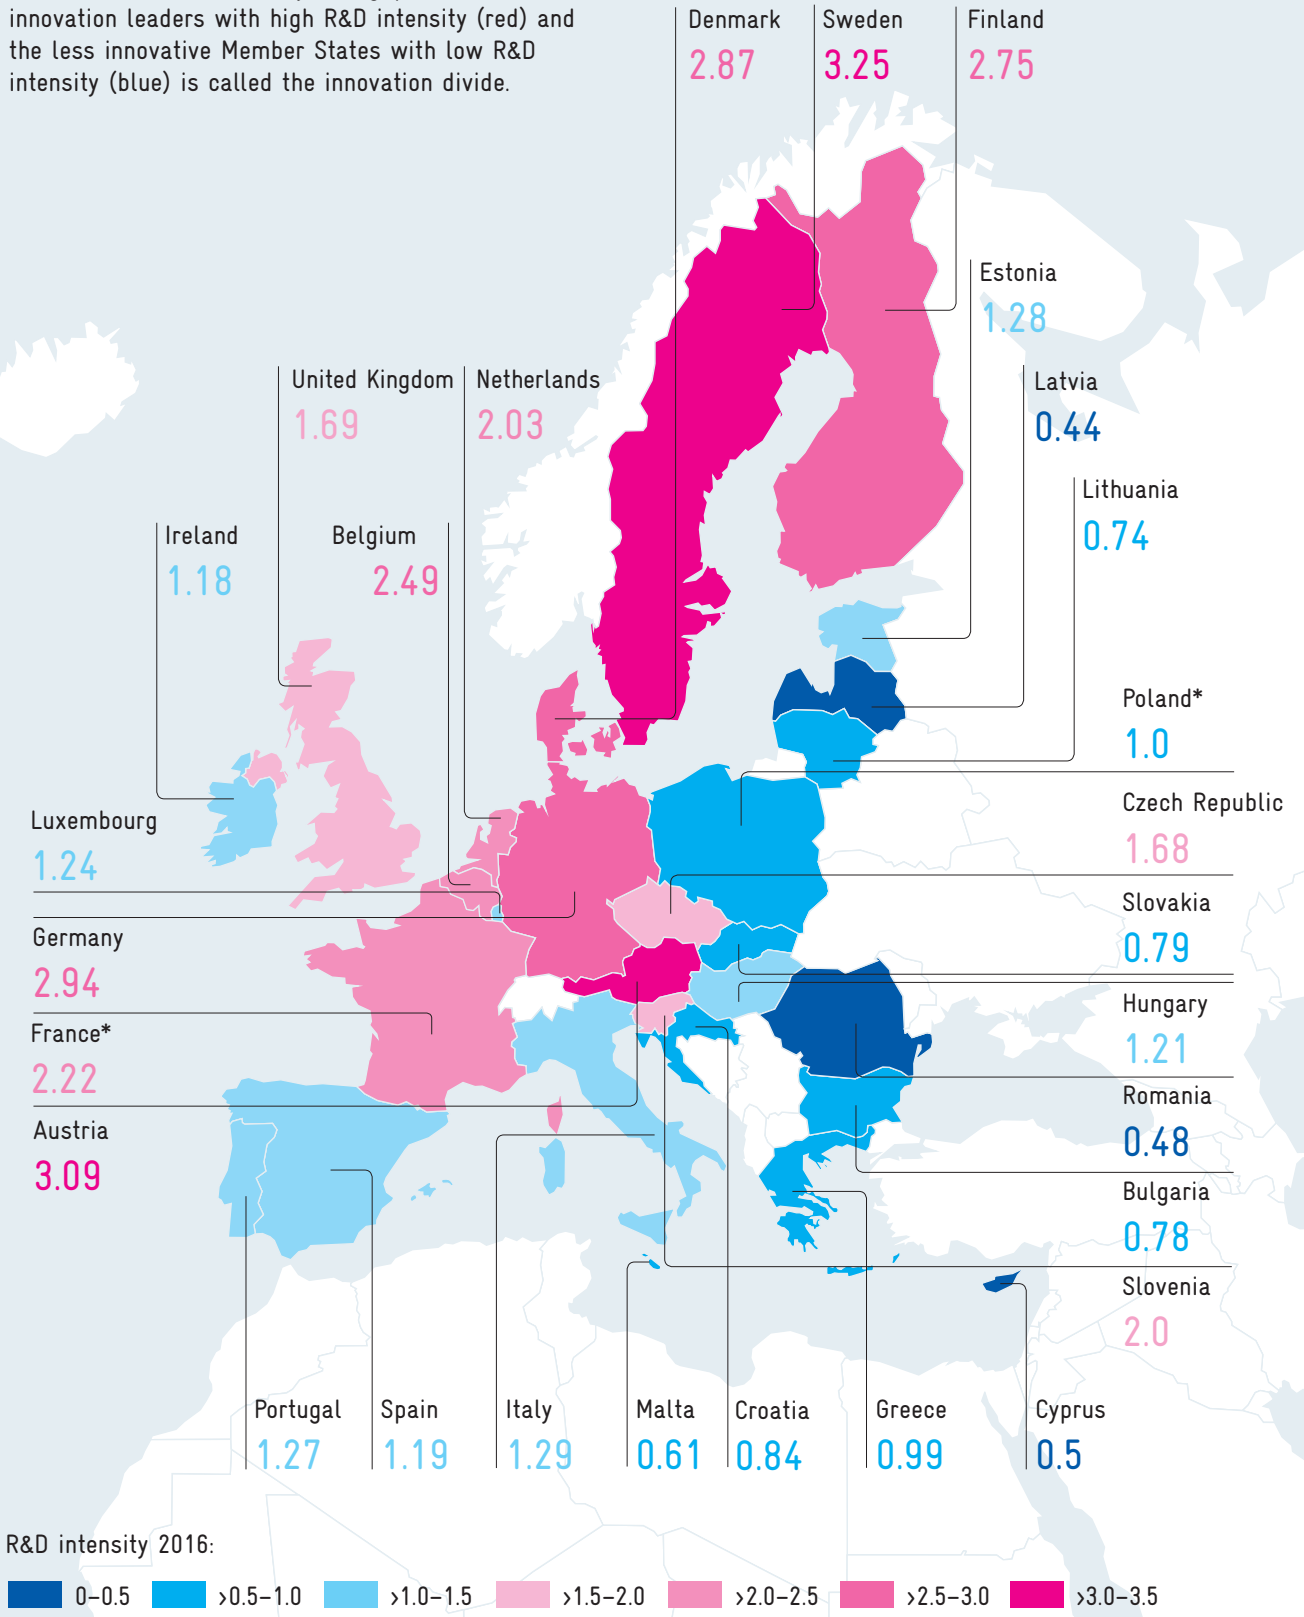 innovation leaders with high R&D intensity (red) and
the less innovative Member States with low R&D
intensity (blue) is called the innovation divide.
Denmark
2.87
Sweden
3.25
Finland
2.75
Estonia
1.28
United Kingdom
1.69
Netherlands
2.03
Latvia
0.44
Lithuania
0.74
Ireland
1.18
Belgium
2.49
Poland*
1.0
Czech Republic
1.68
Luxembourg
1.24
Slovakia
0.79
Germany
2.94
Hungary
1.21
France*
2.22
Romania
0.48
Austria
3.09
Bulgaria
0.78
Slovenia
2.0
Portugal
1.27
Spain
1.19
Italy
1.29
Malta
0.61
Croatia
0.84
Greece
0.99
Cyprus
0.5
R&D intensity 2016:
0–0.5
>0.5–1.0
>1.0–1.5
>1.5–2.0
>2.0–2.5
>2.5–3.0
>3.0–3.5